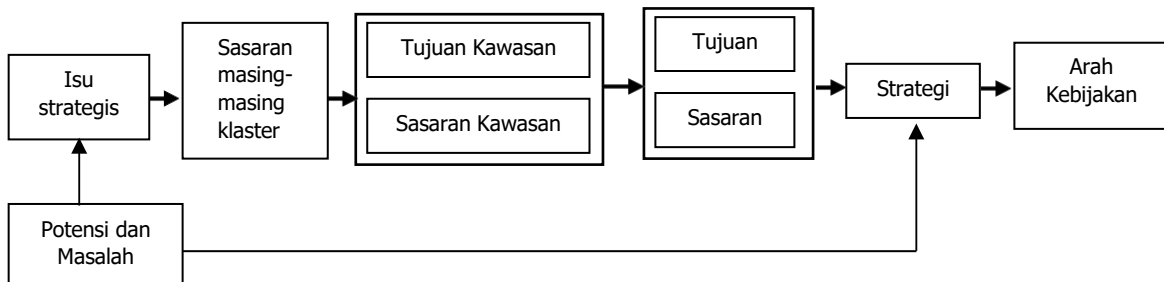 Isu
strategis
Sasaran
masing-
masing
klaster
Tujuan Kawasan
Sasaran Kawasan
Tujuan
Sasaran
Strategi
Arah
Kebijakan
Potensi dan
Masalah